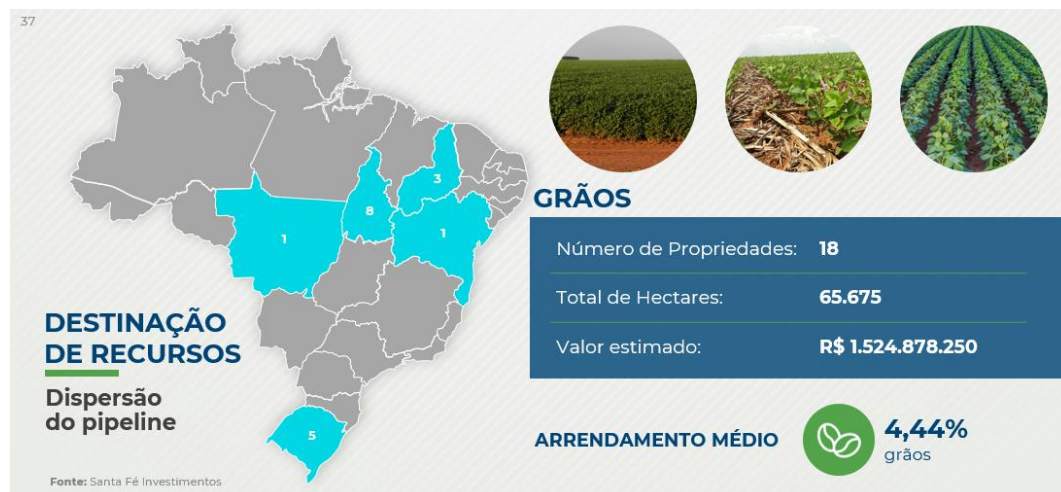 37
DESTINAÇÃO
DE RECURSOS
Dispersão
do pipeline
Fonte: Santa Fé Investimentos
3
8
1
1
5
GRÃOS
Número de Propriedades: 18
Total de Hectares: 65.675
Valor estimado: R$ 1.524.878.250
ARRENDAMENTO MÉDIO
4,44%
grãos